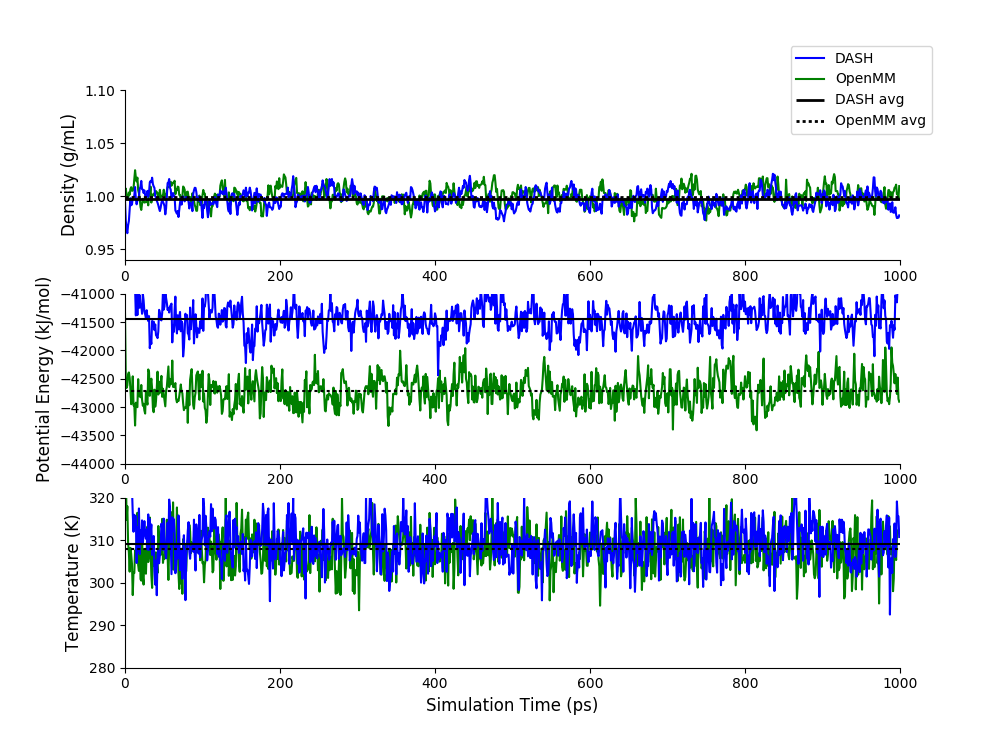 DASH
OpenMM
DASH avg
OpenMM avg
Density (g/mL)
1.10
1.05
1.00
0.95
0 200 400 600 800 1000
Potential Energy (kJ/mol)
−41000
−41500
−42000
−42500
−43000
−43500
−44000
0 200 400 600 800 1000
Temperature (K)
320
310
300
290
280
0 200 400 600 800 1000
Simulation Time (ps)